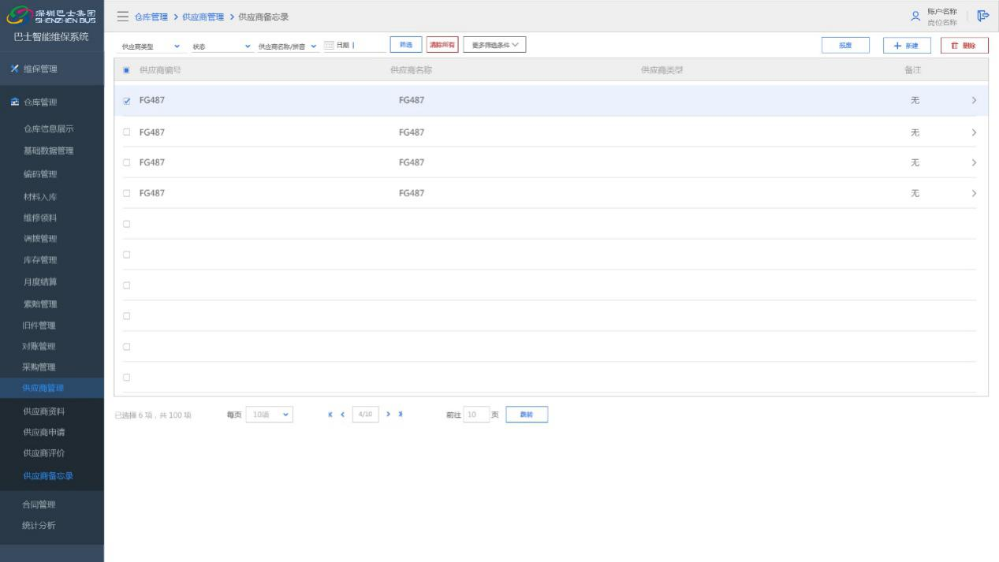 深圳巴士集团
SHENZHEN BUS
巴士智能维保系统
维保管理
仓库管理
仓库信息展示
基础数据管理
编码管理
材料入库
维修领料
调拨管理
库存管理
月度结算
索赔管理
旧件管理
对账管理
采购管理
供应商管理
供应商资料
供应商申请
供应商评价
供应商备忘录
合同管理
统计分析
仓库管理 > 供应商管理 > 供应商备忘录
账户名称
岗位名称
供应商类型 状态 供应商名称/拼音 日期 筛选 清除所有 更多筛选条件 报废 新建 删除
供应商编号 供应商名称 供应商类型 备注
FG487 FG487 无
FG487 FG487 无
FG487 FG487 无
FG487 FG487 无
已选择 6 项，共 100 项 每页 10项 4/10 前往 10 页 跳转